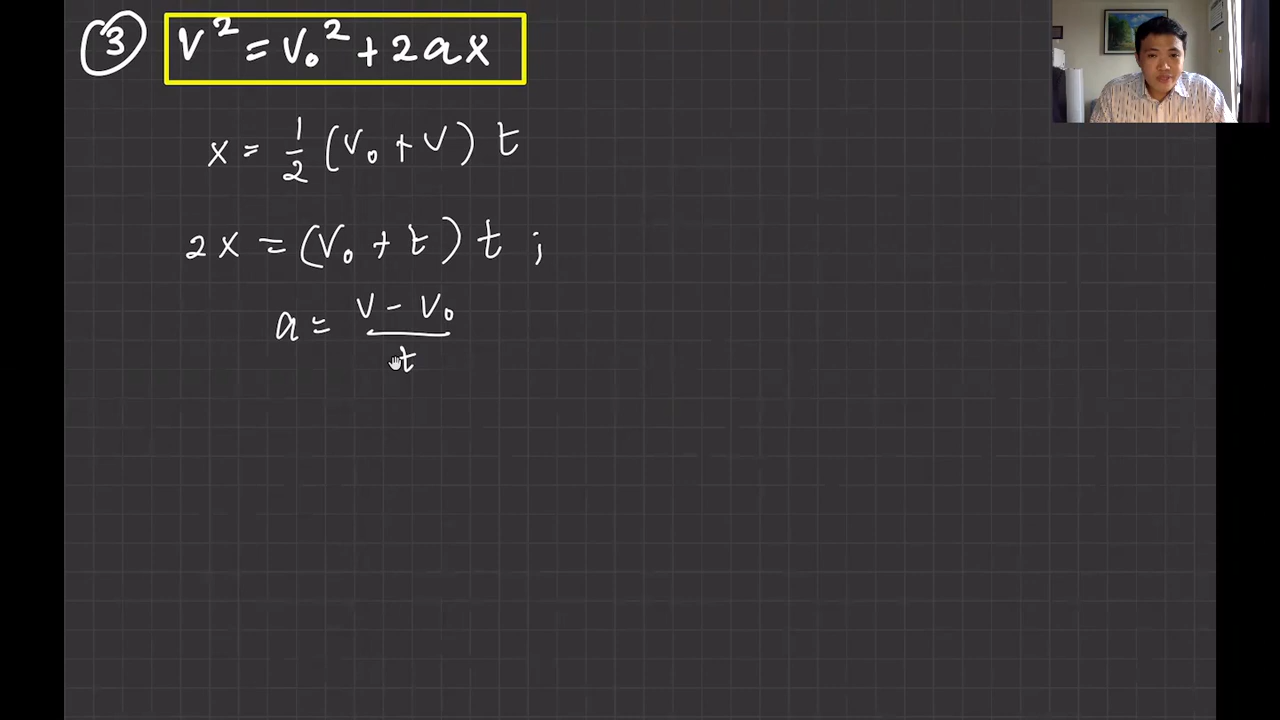 ③ V² = V₀² + 2ax
x = 1/2 (V₀ + V) t
2x = (V₀ + t) t ;
a = (V - V₀)/t